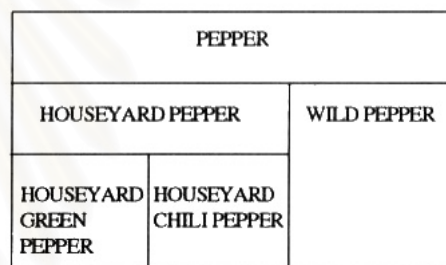 PEPPER
HOUSEYARD PEPPER
WILD PEPPER
HOUSEYARD
GREEN
PEPPER
HOUSEYARD
CHILI PEPPER